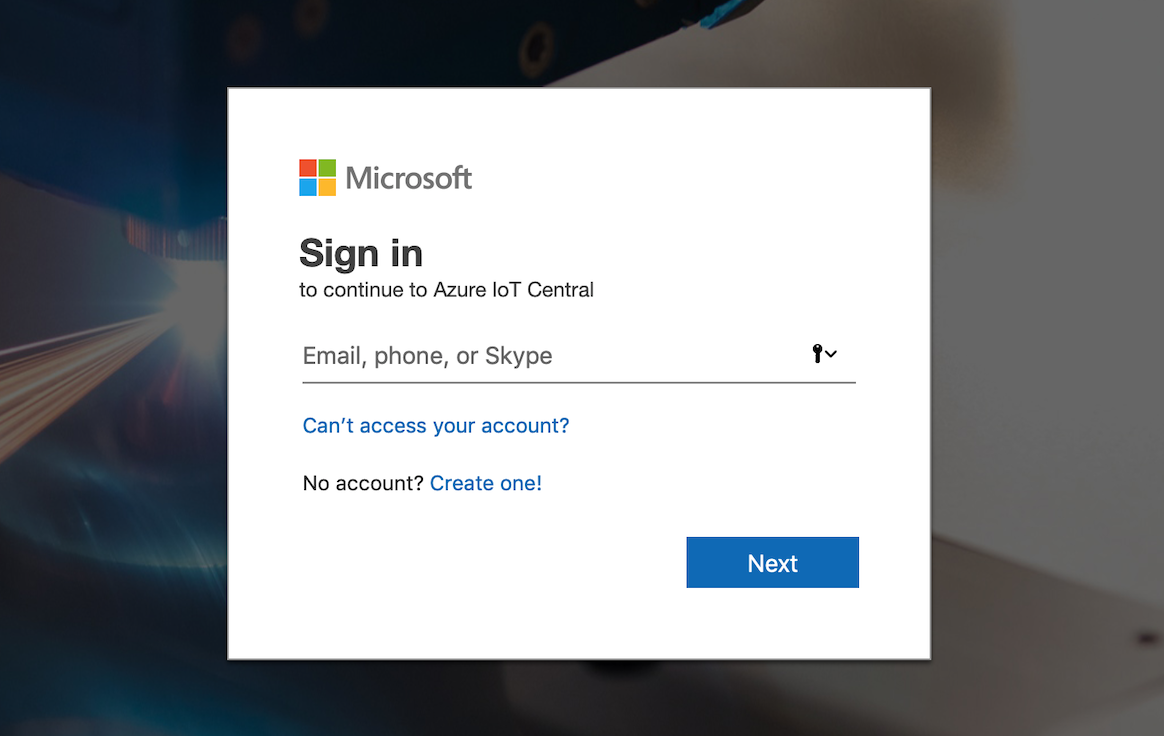 Microsoft
Sign in
to continue to Azure IoT Central
Email, phone, or Skype
Can’t access your account?
No account? Create one!
Next